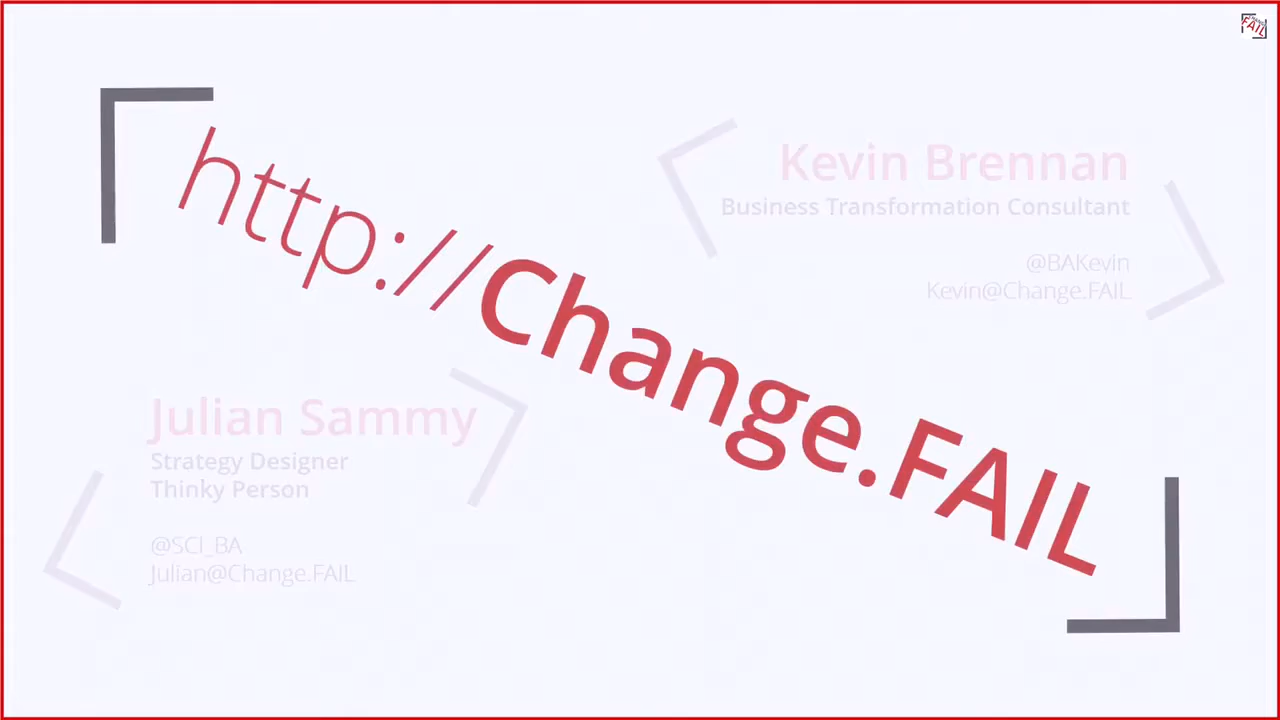 http://Change.FAIL
Kevin Brennan
Business Transformation Consultant
@BAKevin
Kevin@Change.FAIL
Julian Sammy
Strategy Designer
Thinky Person
@SCI_BA
Julian@Change.FAIL
FAIL